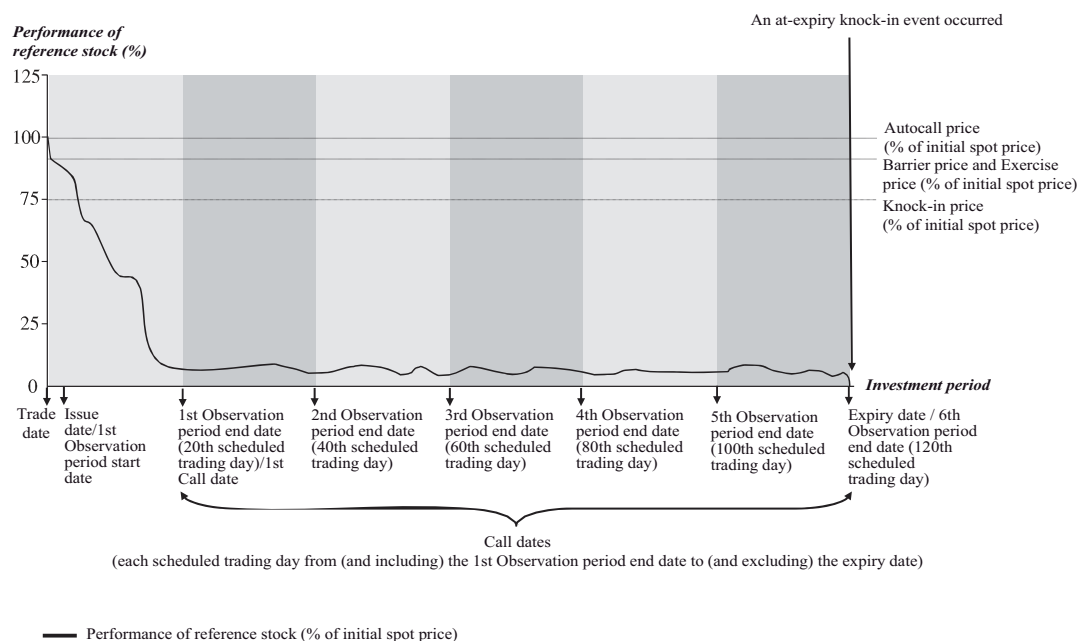 An at-expiry knock-in event occurred
Performance of
reference stock (%)
125
100
75
50
25
0
Autocall price
(% of initial spot price)
Barrier price and Exercise
price (% of initial spot price)
Knock-in price
(% of initial spot price)
Investment period
Trade
date
Issue
date/1st
Observation
period start
date
1st Observation
period end date
(20th scheduled
trading day)/1st
Call date
2nd Observation
period end date
(40th scheduled
trading day)
3rd Observation
period end date
(60th scheduled
trading day)
4th Observation
period end date
(80th scheduled
trading day)
5th Observation
period end date
(100th scheduled
trading day)
Expiry date / 6th
Observation period
end date (120th
scheduled
trading day)
Call dates
(each scheduled trading day from (and including) the 1st Observation period end date to (and excluding) the expiry date)
Performance of reference stock (% of initial spot price)